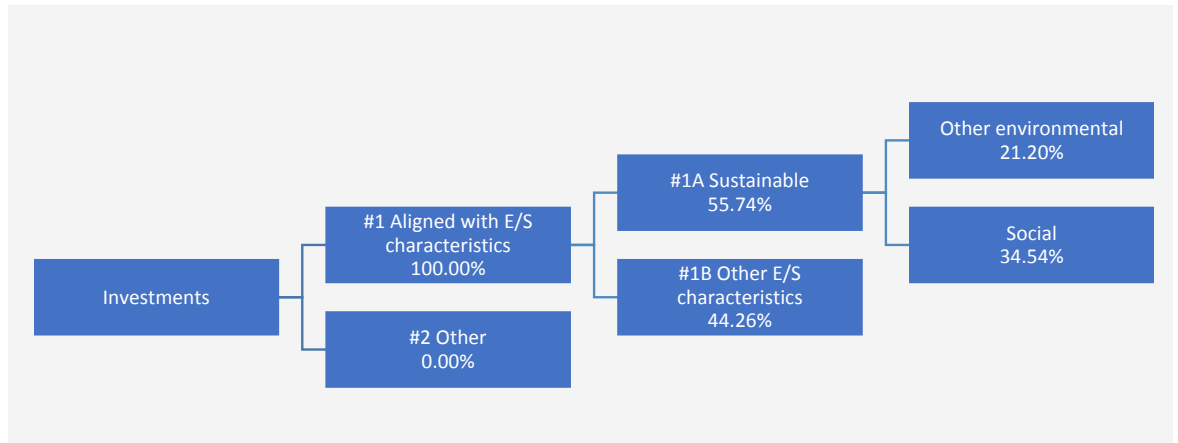 Investments
#1 Aligned with E/S
characteristics
100.00%
#2 Other
0.00%
#1A Sustainable
55.74%
#1B Other E/S
characteristics
44.26%
Other environmental
21.20%
Social
34.54%